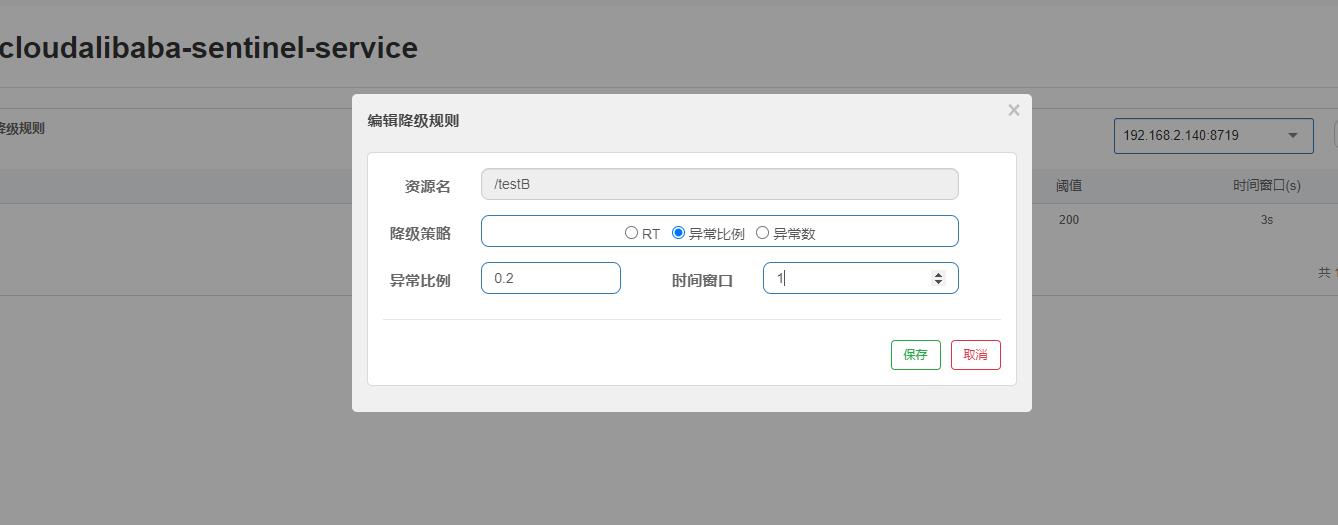 cloudalibaba-sentinel-service
降级规则
192.168.2.140:8719
阈值
时间窗口(s)
200
3s
共 1
编辑降级规则
×
资源名
/testB
降级策略
RT
异常比例
异常数
异常比例
0.2
时间窗口
1
保存
取消